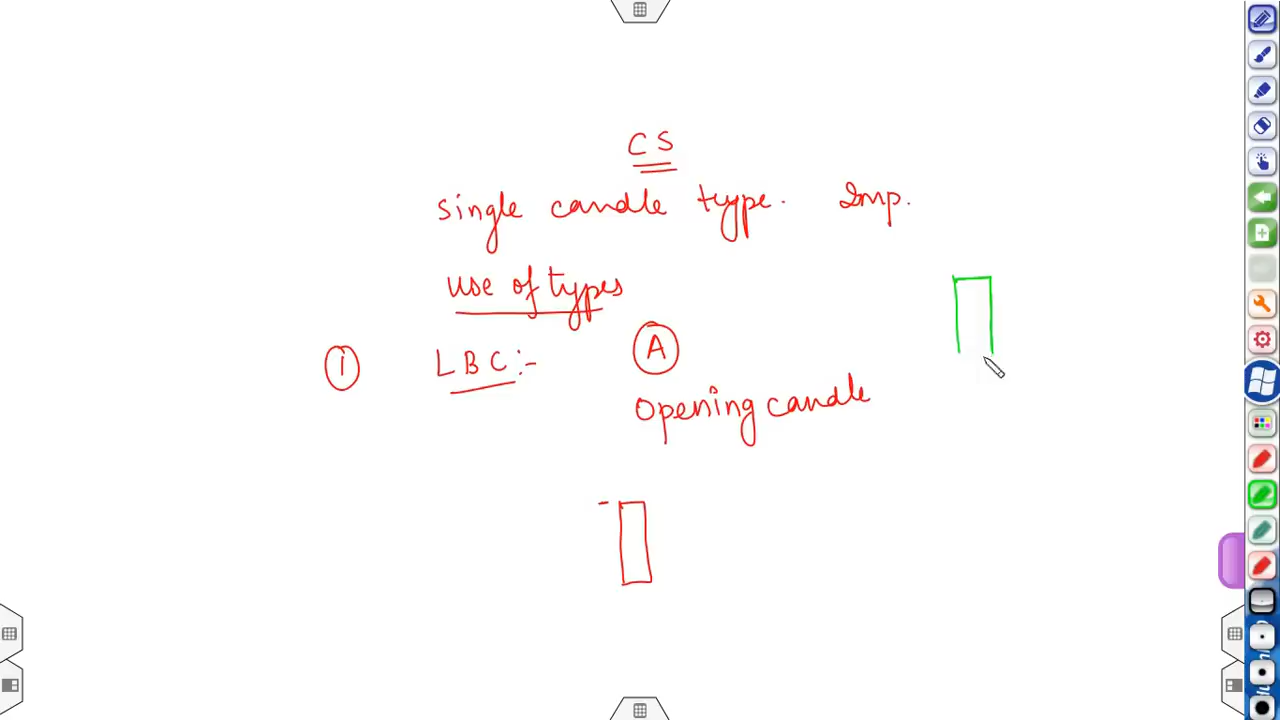 CS
single candle type. Imp.
use of types
① LBC:- Ⓐ
opening candle